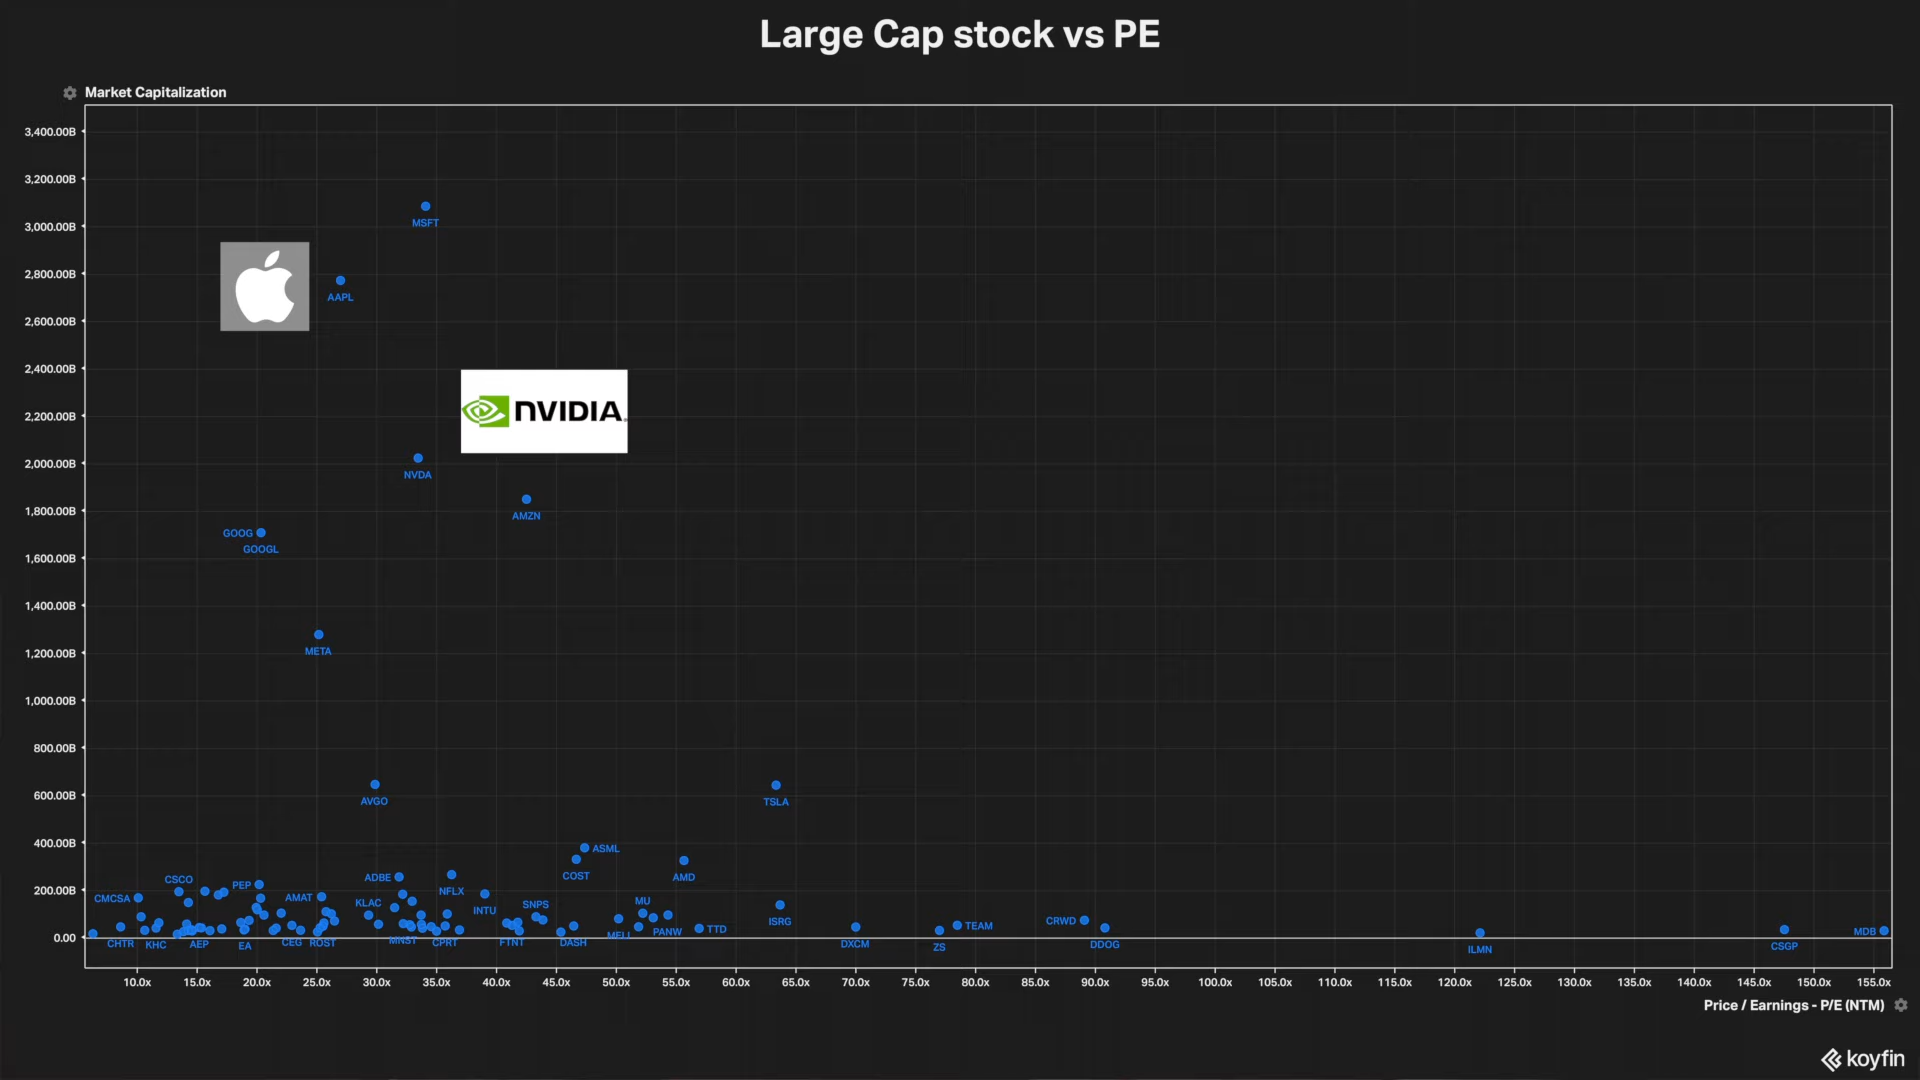 Large Cap stock vs PE
Market Capitalization
3,400.00B
3,200.00B
3,000.00B
2,800.00B
2,600.00B
2,400.00B
2,200.00B
2,000.00B
1,800.00B
1,600.00B
1,400.00B
1,200.00B
1,000.00B
800.00B
600.00B
400.00B
200.00B
0.00
MSFT
AAPL
NVIDIA
NVDA
AMZN
GOOG
GOOGL
META
AVGO
TSLA
ASML
COST
AMD
CSCO
PEP
ADBE
NFLX
CMCSA
AMAT
KLAC
INTU
SNPS
MU
ISRG
CHTR
KHC
AEP
EA
CEG
ROST
MNST
CPRT
FTNT
DASH
MELI
PANW
TTD
DXCM
ZS
TEAM
CRWD
DDOG
ILMN
CSGP
MDB
10.0x 15.0x 20.0x 25.0x 30.0x 35.0x 40.0x 45.0x 50.0x 55.0x 60.0x 65.0x 70.0x 75.0x 80.0x 85.0x 90.0x 95.0x 100.0x 105.0x 110.0x 115.0x 120.0x 125.0x 130.0x 135.0x 140.0x 145.0x 150.0x 155.0x
Price / Earnings - P/E (NTM)
koyfin